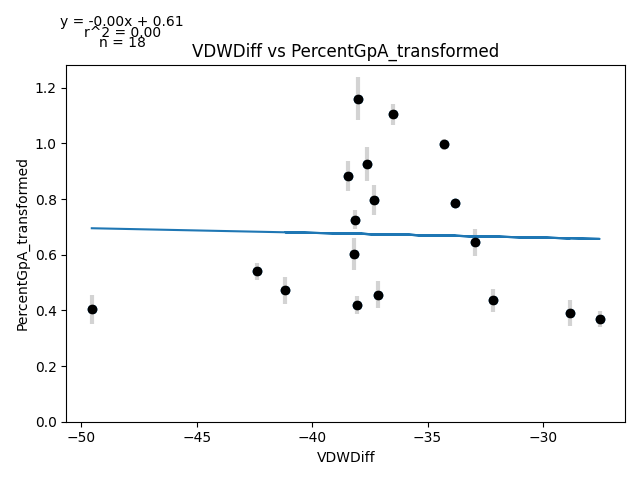 y = -0.00x + 0.61
r^2 = 0.00
n = 18
VDWDiff vs PercentGpA_transformed
PercentGpA_transformed
1.2
1.0
0.8
0.6
0.4
0.2
0.0
−50
−45
−40
−35
−30
VDWDiff